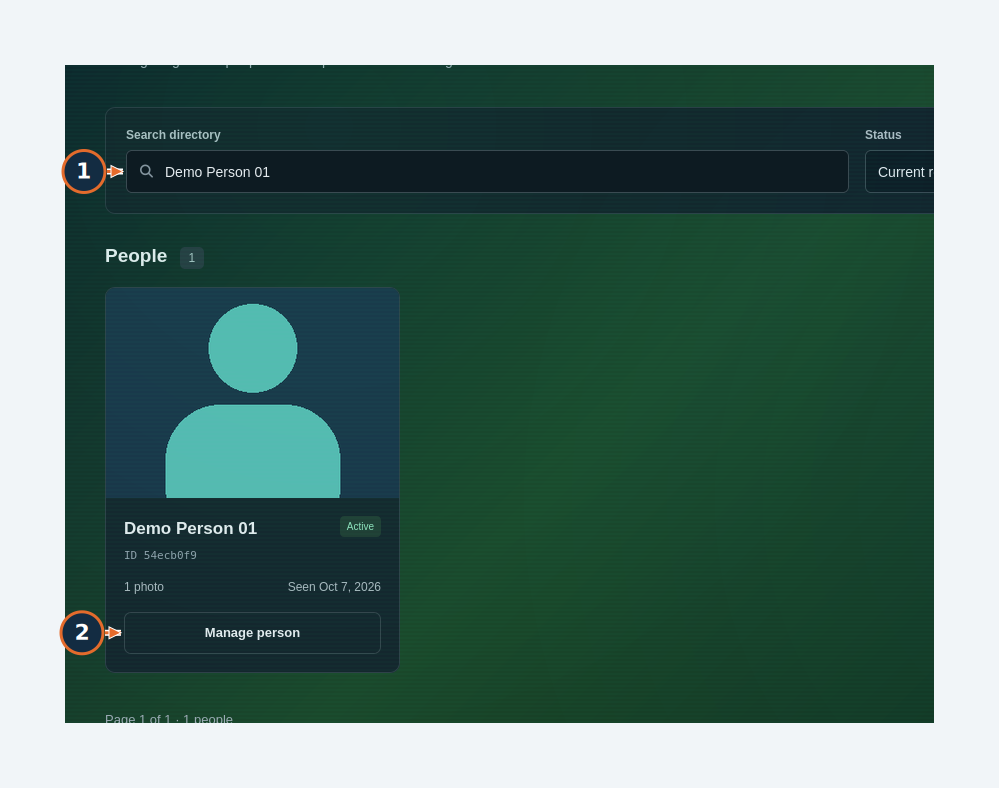 Search directory
Status
1
Demo Person 01
Current
People 1
Demo Person 01
Active
ID 54ecb0f9
1 photo
Seen Oct 7, 2026
2
Manage person
Page 1 of 1 · 1 people